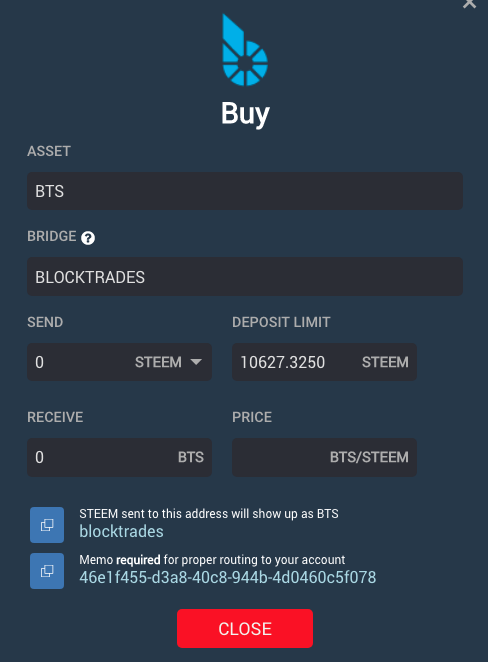 Buy
ASSET
BTS
BRIDGE ?
BLOCKTRADES
SEND DEPOSIT LIMIT
0 STEEM 10627.3250 STEEM
RECEIVE PRICE
0 BTS BTS/STEEM
STEEM sent to this address will show up as BTS
blocktrades
Memo required for proper routing to your account
46e1f455-d3a8-40c8-944b-4d0460c5f078
CLOSE